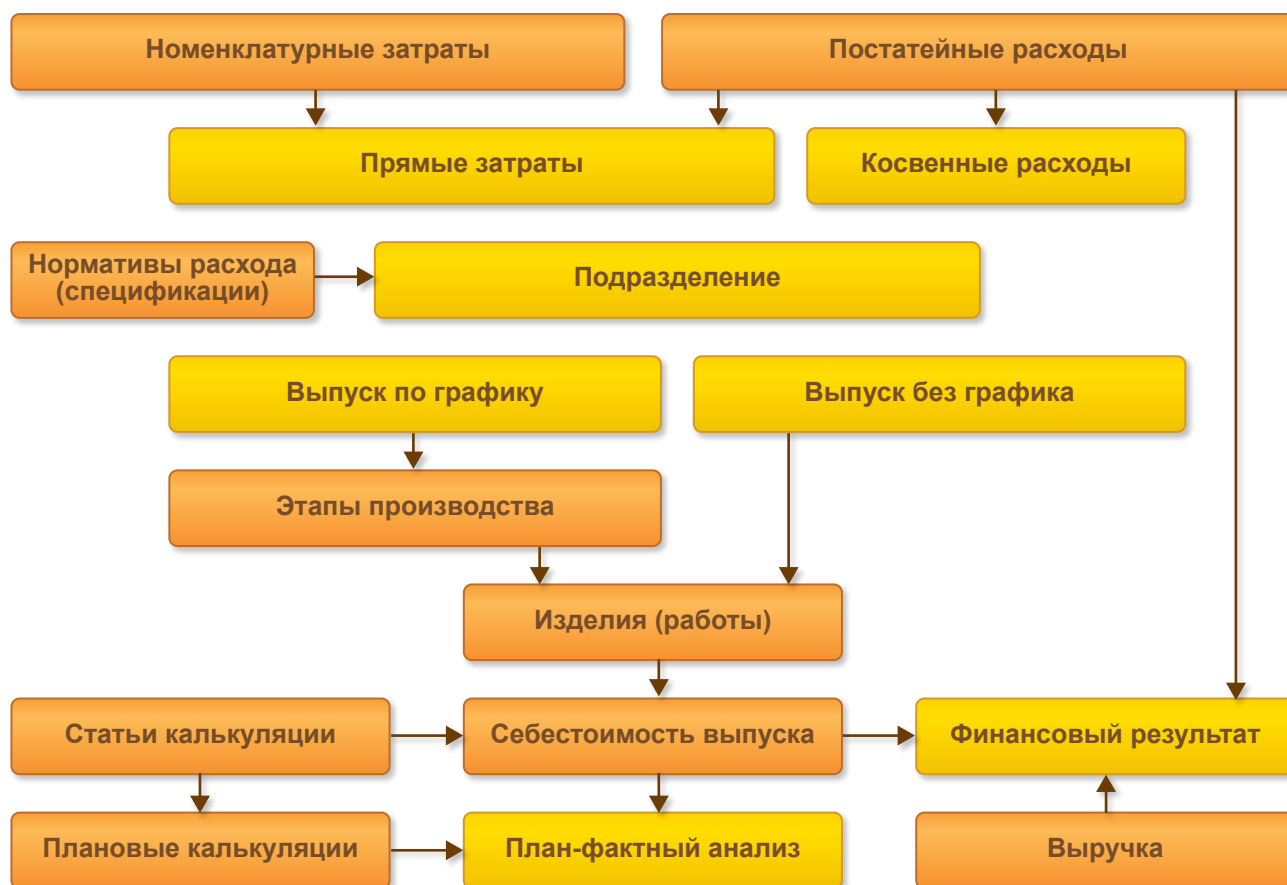 Номенклатурные затраты
Постатейные расходы
Прямые затраты
Косвенные расходы
Нормативы расхода
(спецификации)
Подразделение
Выпуск по графику
Выпуск без графика
Этапы производства
Изделия (работы)
Статьи калькуляции
Себестоимость выпуска
Финансовый результат
Плановые калькуляции
План-фактный анализ
Выручка